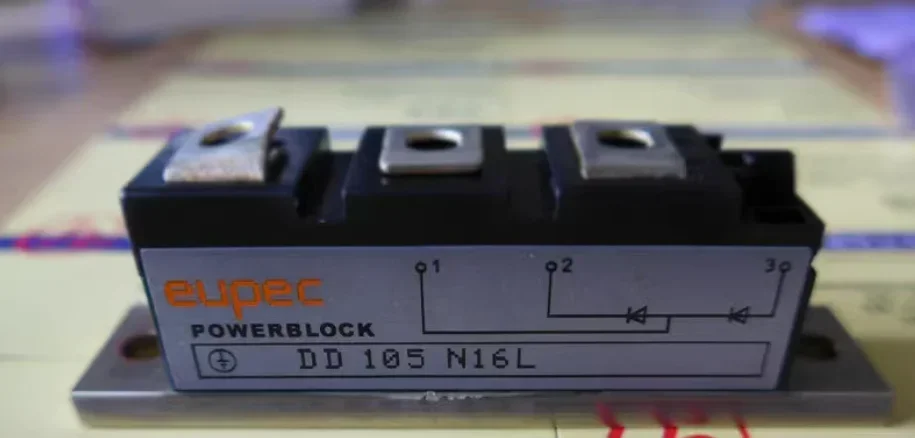 1 2 3
eupec
POWERBLOCK
DD 105 N16L